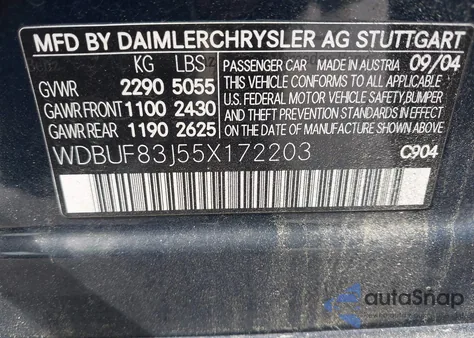 MFD BY DAIMLERCHRYSLER AG STUTTGART
KG LBS
GVWR 2290 5055
GAWR FRONT 1100 2430
GAWR REAR 1190 2625
PASSENGER CAR MADE IN AUSTRIA 09/04
THIS VEHICLE CONFORMS TO ALL APPLICABLE
U.S. FEDERAL MOTOR VEHICLE SAFETY, BUMPER
AND THEFT PREVENTION STANDARDS IN EFFECT
ON THE DATE OF MANUFACTURE SHOWN ABOVE.
WDBUF83J55X172203
C904
autoSnap